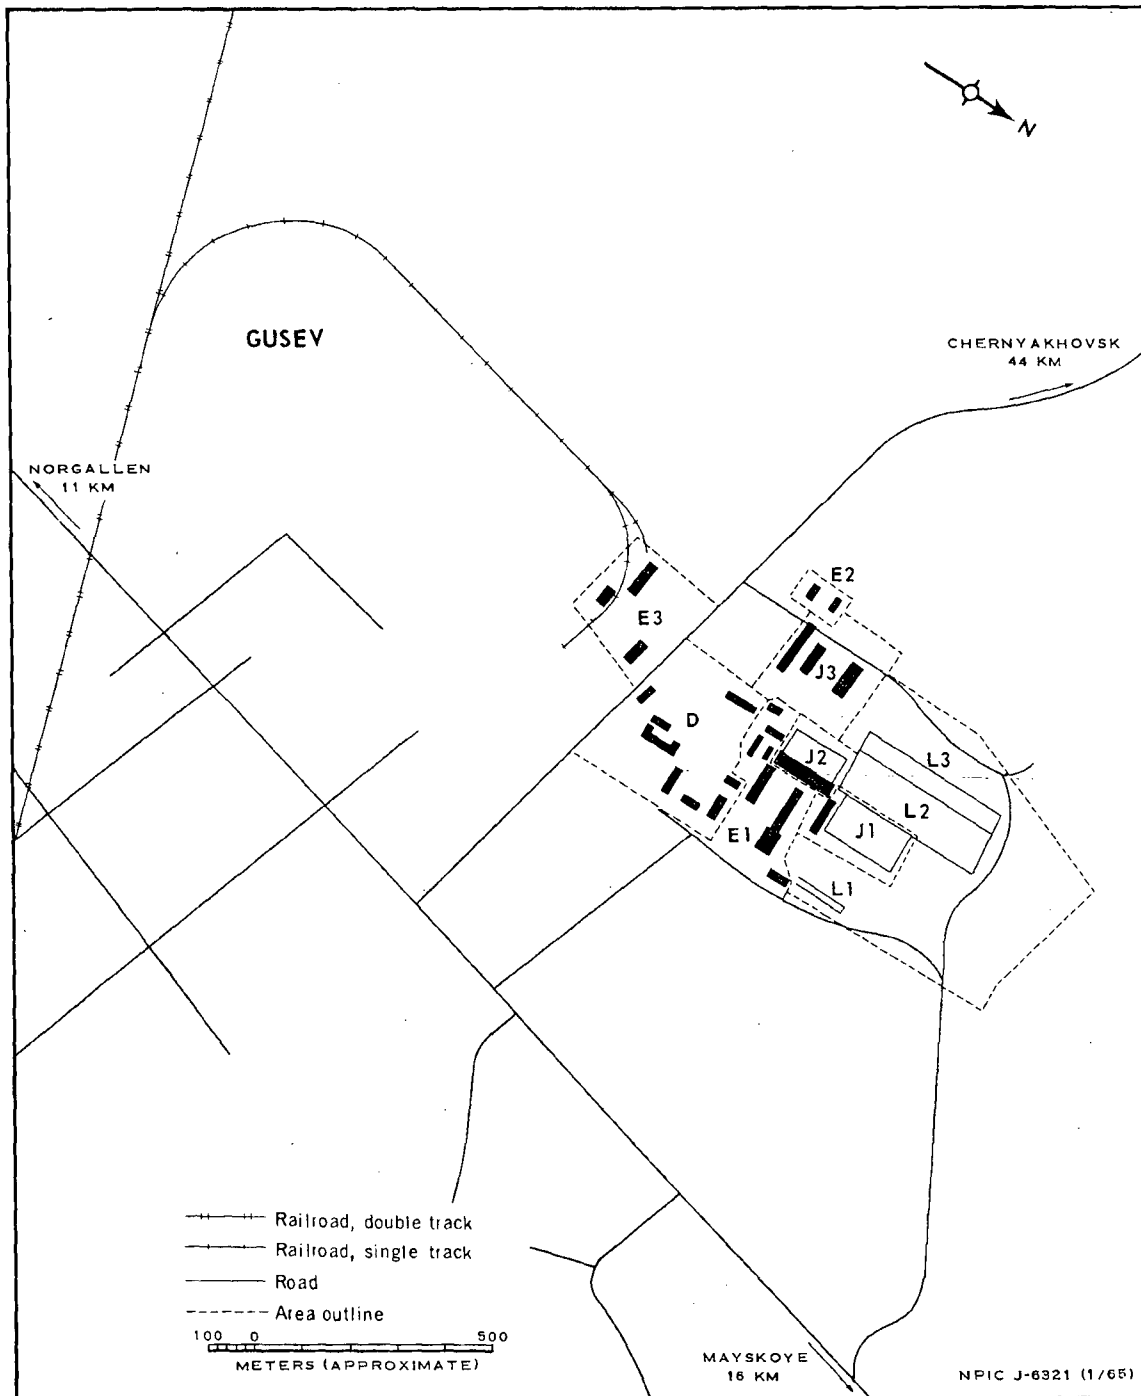 N
GUSEV
CHERNYAKHOVSK
44 KM
NORGALLEN
11 KM
E2
E3
J3
D
J2
L3
L2
J1
E1
L1
Railroad, double track
Railroad, single track
Road
Area outline
100 0 500
METERS (APPROXIMATE)
MAYSKOYE
16 KM
NPIC J-6321 (1/65)